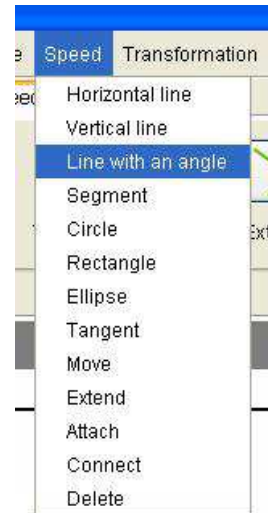 Speed Transformation
Horizontal line
Vertical line
Line with an angle
Segment
Circle
Rectangle
Ellipse
Tangent
Move
Extend
Attach
Connect
Delete